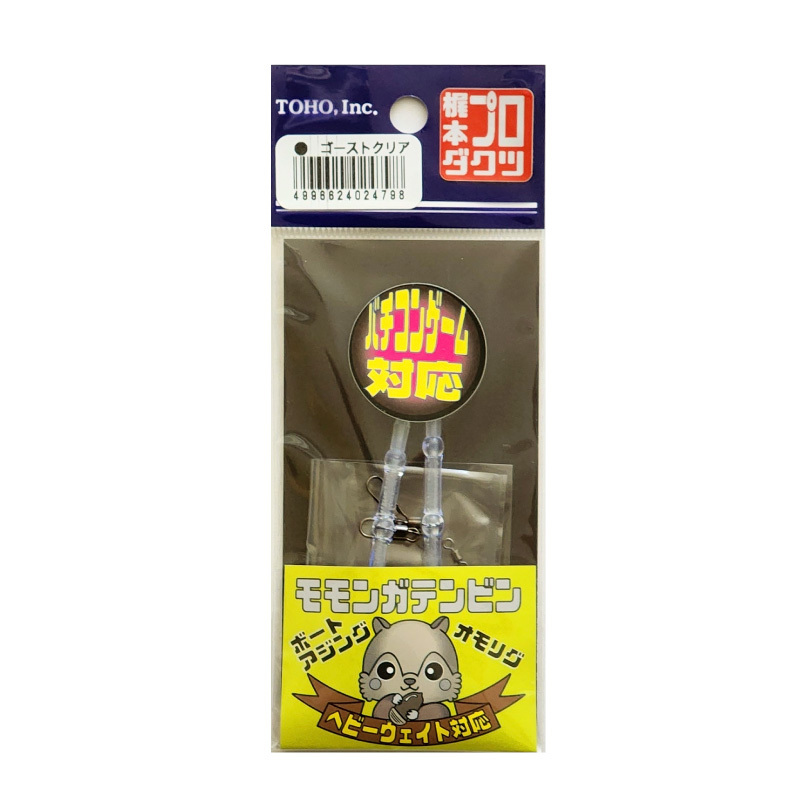 TOHO, Inc.
梶本
プロ
ダクツ
● ゴーストクリア
4996624024798
バチコンゲーム
対応
モモンガテンビン
ボート
アジング
オモリグ
ヘビーウェイト対応